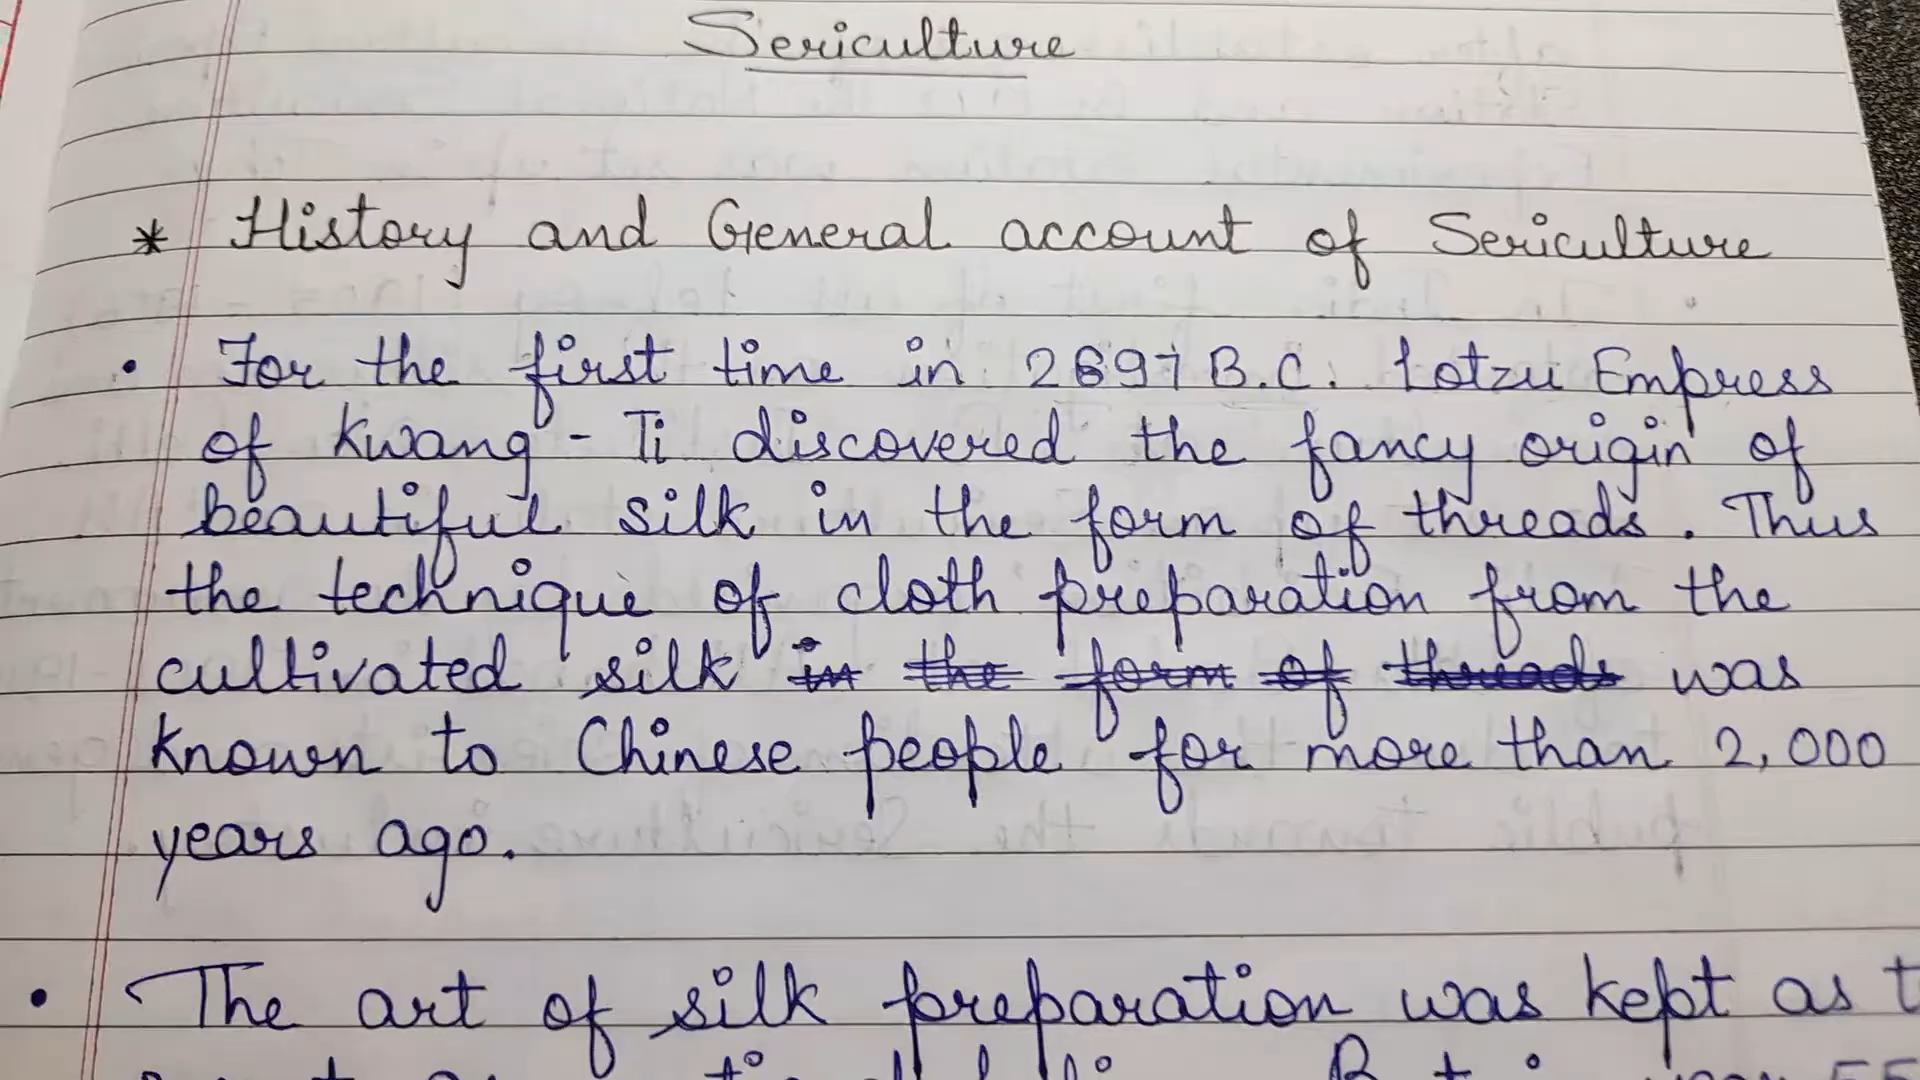 Sericulture
* History and General account of Sericulture
• For the first time in 2697 B.C. Lotzu Empress
of Kwang - Ti discovered the fancy origin of
beautiful silk in the form of threads. Thus
the technique of cloth preparation from the
cultivated silk in the form of threads was
known to Chinese people for more than 2,000
years ago.
• The art of silk preparation was kept as